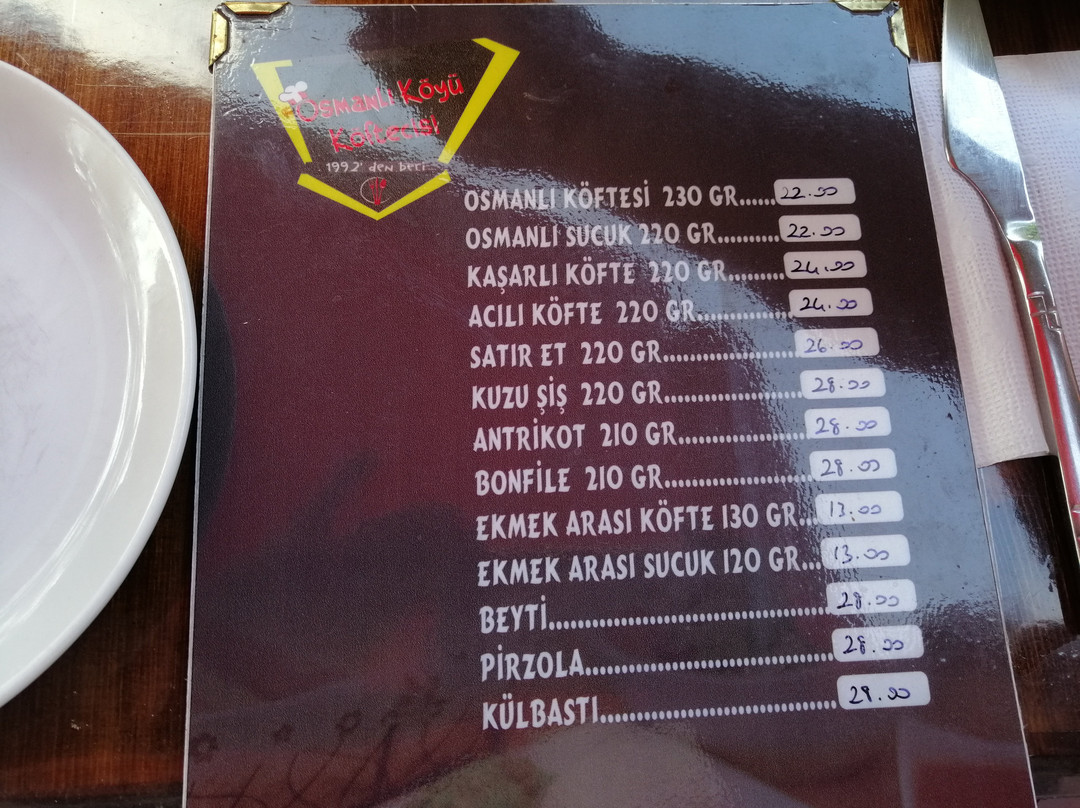 Osmanlı Köyü
Köftecisi
1992' den beri
OSMANLI KÖFTESİ 230 GR......22.00
OSMANLI SUCUK 220 GR..........22.00
KAŞARLI KÖFTE 220 GR.........24.00
ACILI KÖFTE 220 GR...............24.00
SATIR ET 220 GR.....................26.00
KUZU ŞİŞ 220 GR......................28.00
ANTRİKOT 210 GR....................28.00
BONFİLE 210 GR.......................28.00
EKMEK ARASI KÖFTE 130 GR...13.00
EKMEK ARASI SUCUK 120 GR...13.00
BEYTİ............................................28.00
PİRZOLA.......................................28.00
KÜLBASTI.....................................28.00